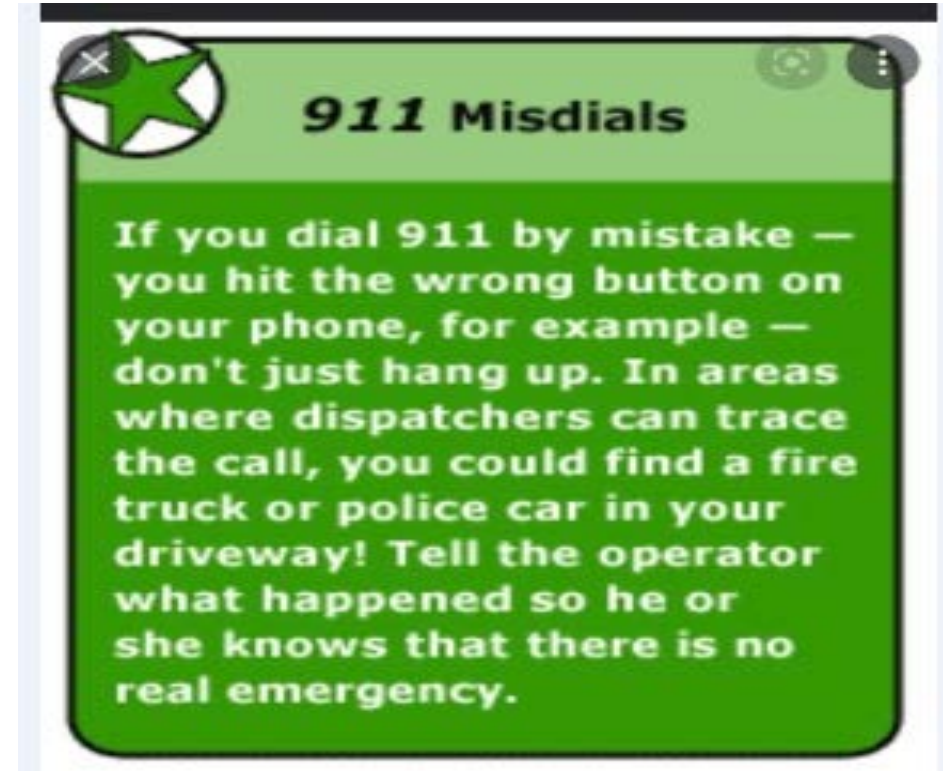 911 Misdials
If you dial 911 by mistake —
you hit the wrong button on
your phone, for example —
don't just hang up. In areas
where dispatchers can trace
the call, you could find a fire
truck or police car in your
driveway! Tell the operator
what happened so he or
she knows that there is no
real emergency.